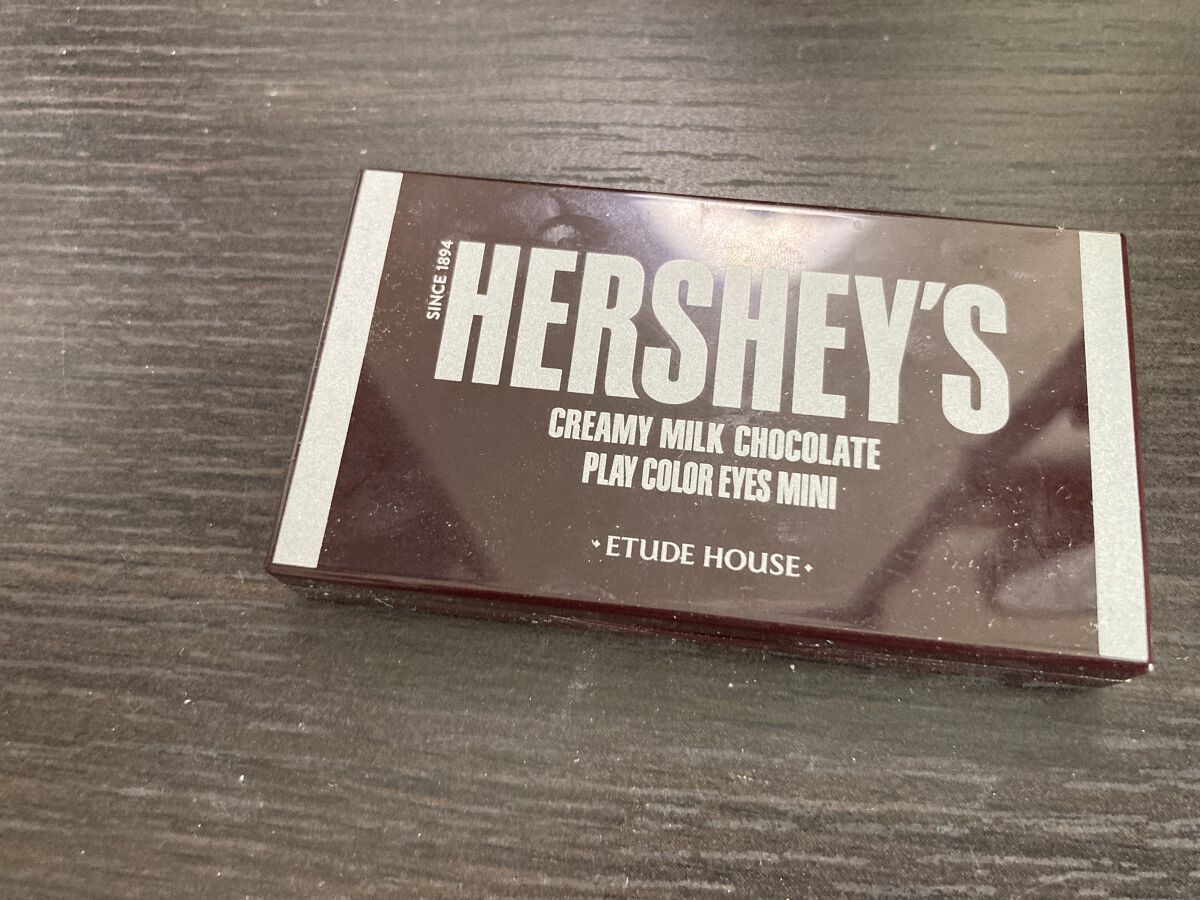 SINCE 1894
HERSHEY'S
CREAMY MILK CHOCOLATE
PLAY COLOR EYES MINI
ETUDE HOUSE